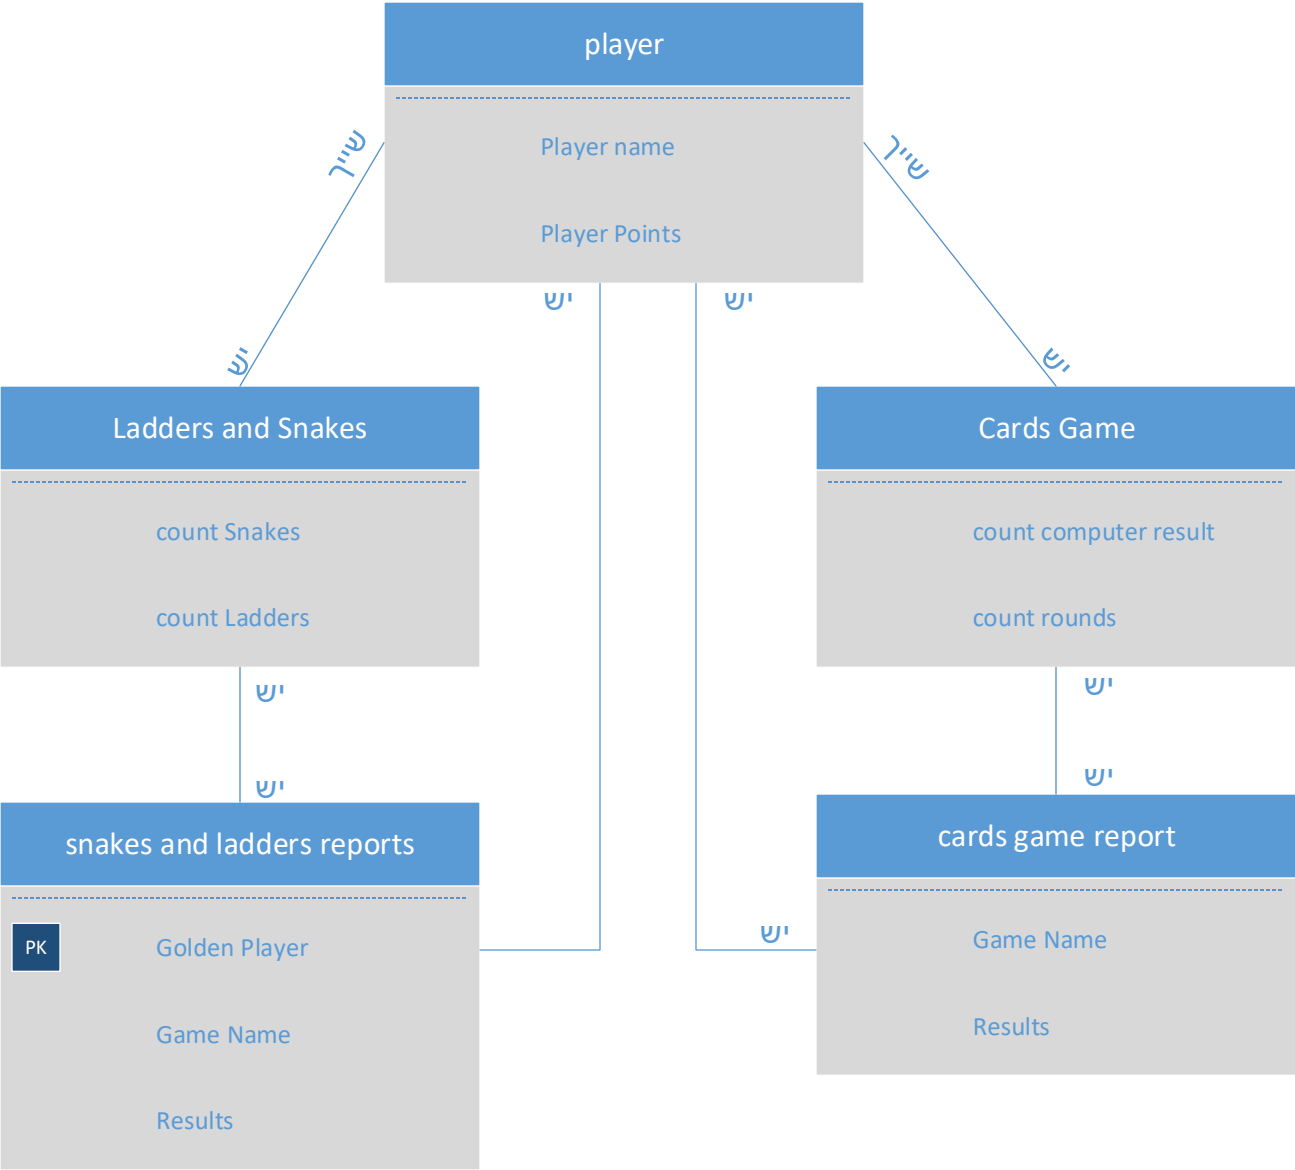 player
Player name
Player Points
שייך
שייך
יש
יש
יש
יש
Ladders and Snakes
count Snakes
count Ladders
Cards Game
count computer result
count rounds
יש
יש
יש
יש
snakes and ladders reports
PK
Golden Player
Game Name
Results
cards game report
יש
Game Name
Results